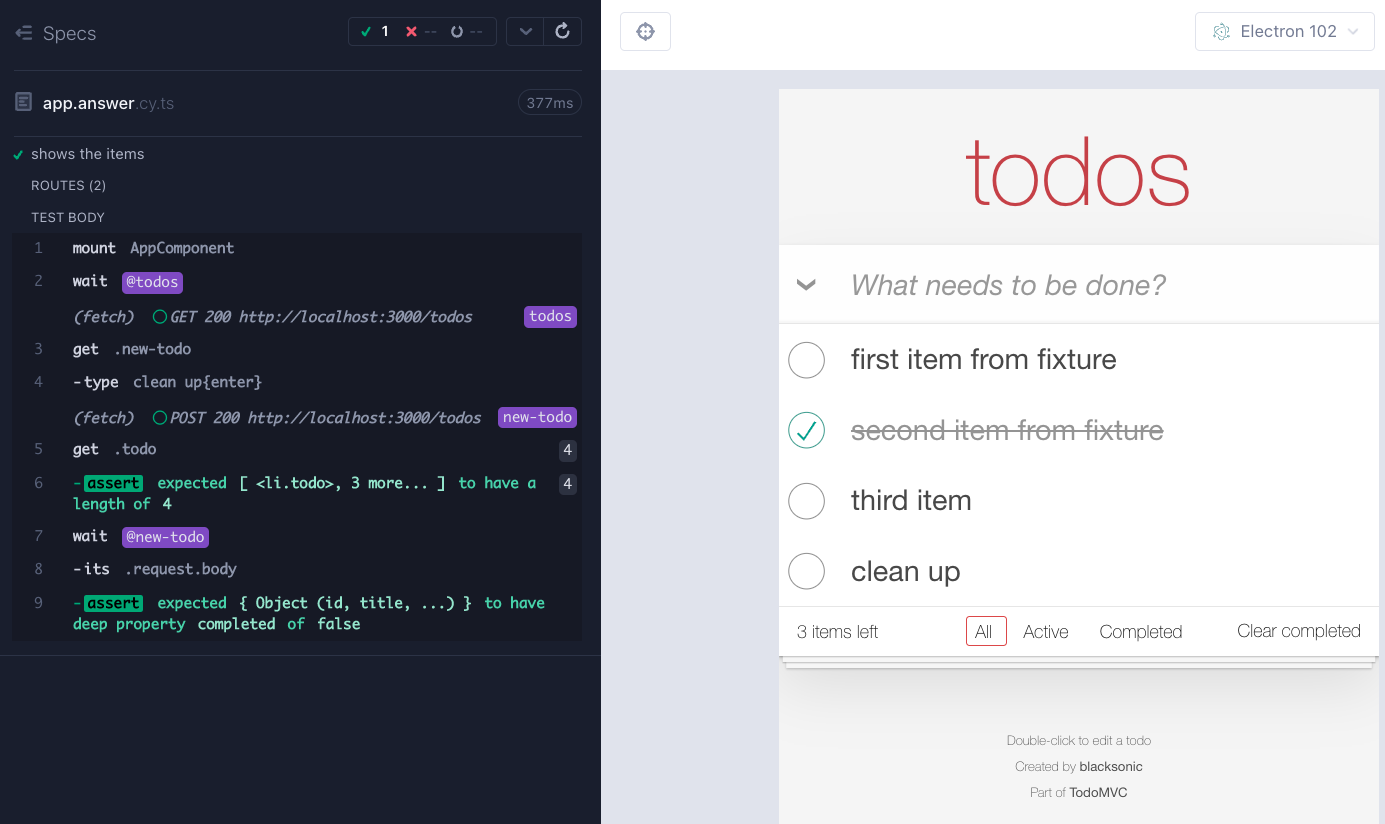 Specs
1 -- --
app.answer.cy.ts 377ms
shows the items
ROUTES (2)
TEST BODY
1 mount AppComponent
2 wait @todos
(fetch) GET 200 http://localhost:3000/todos todos
3 get .new-todo
4 -type clean up{enter}
(fetch) POST 200 http://localhost:3000/todos new-todo
5 get .todo 4
6 -assert expected [ <li.todo>, 3 more... ] to have a 4
length of 4
7 wait @new-todo
8 -its .request.body
9 -assert expected { Object (id, title, ...) } to have
deep property completed of false
Electron 102
todos
What needs to be done?
first item from fixture
second item from fixture
third item
clean up
3 items left All Active Completed Clear completed
Double-click to edit a todo
Created by blacksonic
Part of TodoMVC